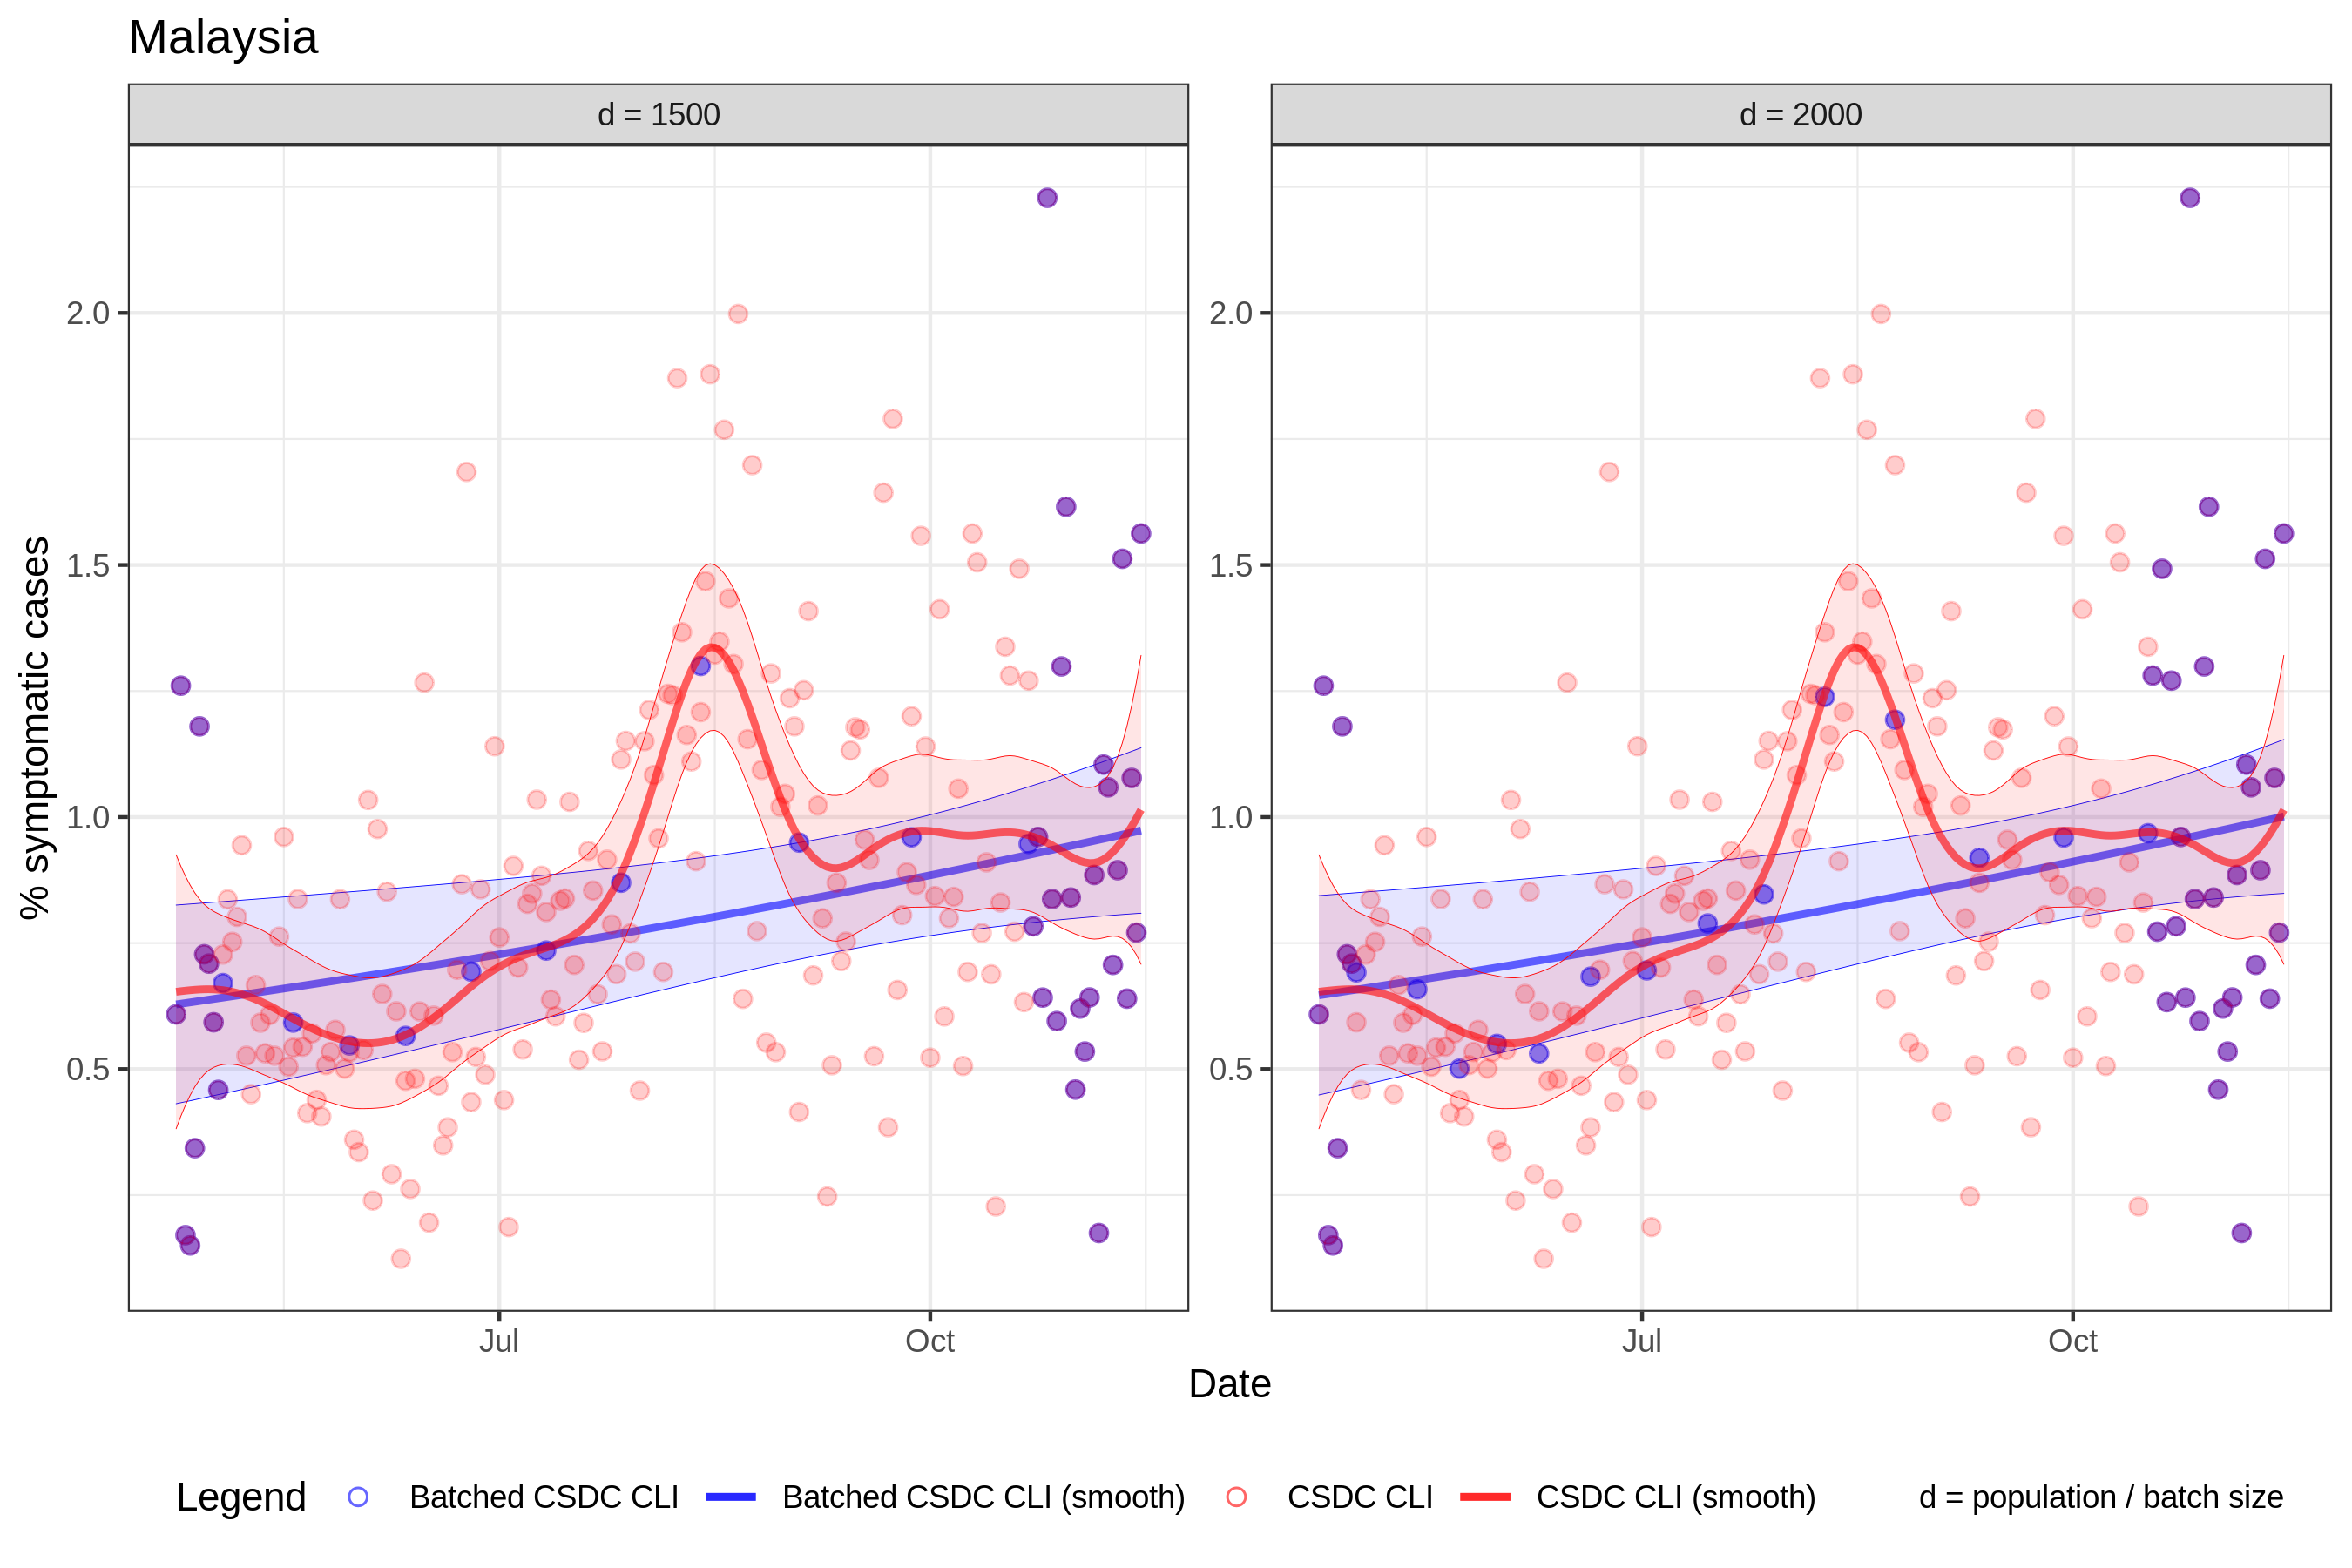 Malaysia
d = 1500
d = 2000
% symptomatic cases
2.0
1.5
1.0
0.5
2.0
1.5
1.0
0.5
Jul
Oct
Jul
Oct
Date
Legend Batched CSDC CLI Batched CSDC CLI (smooth) CSDC CLI CSDC CLI (smooth) d = population / batch size